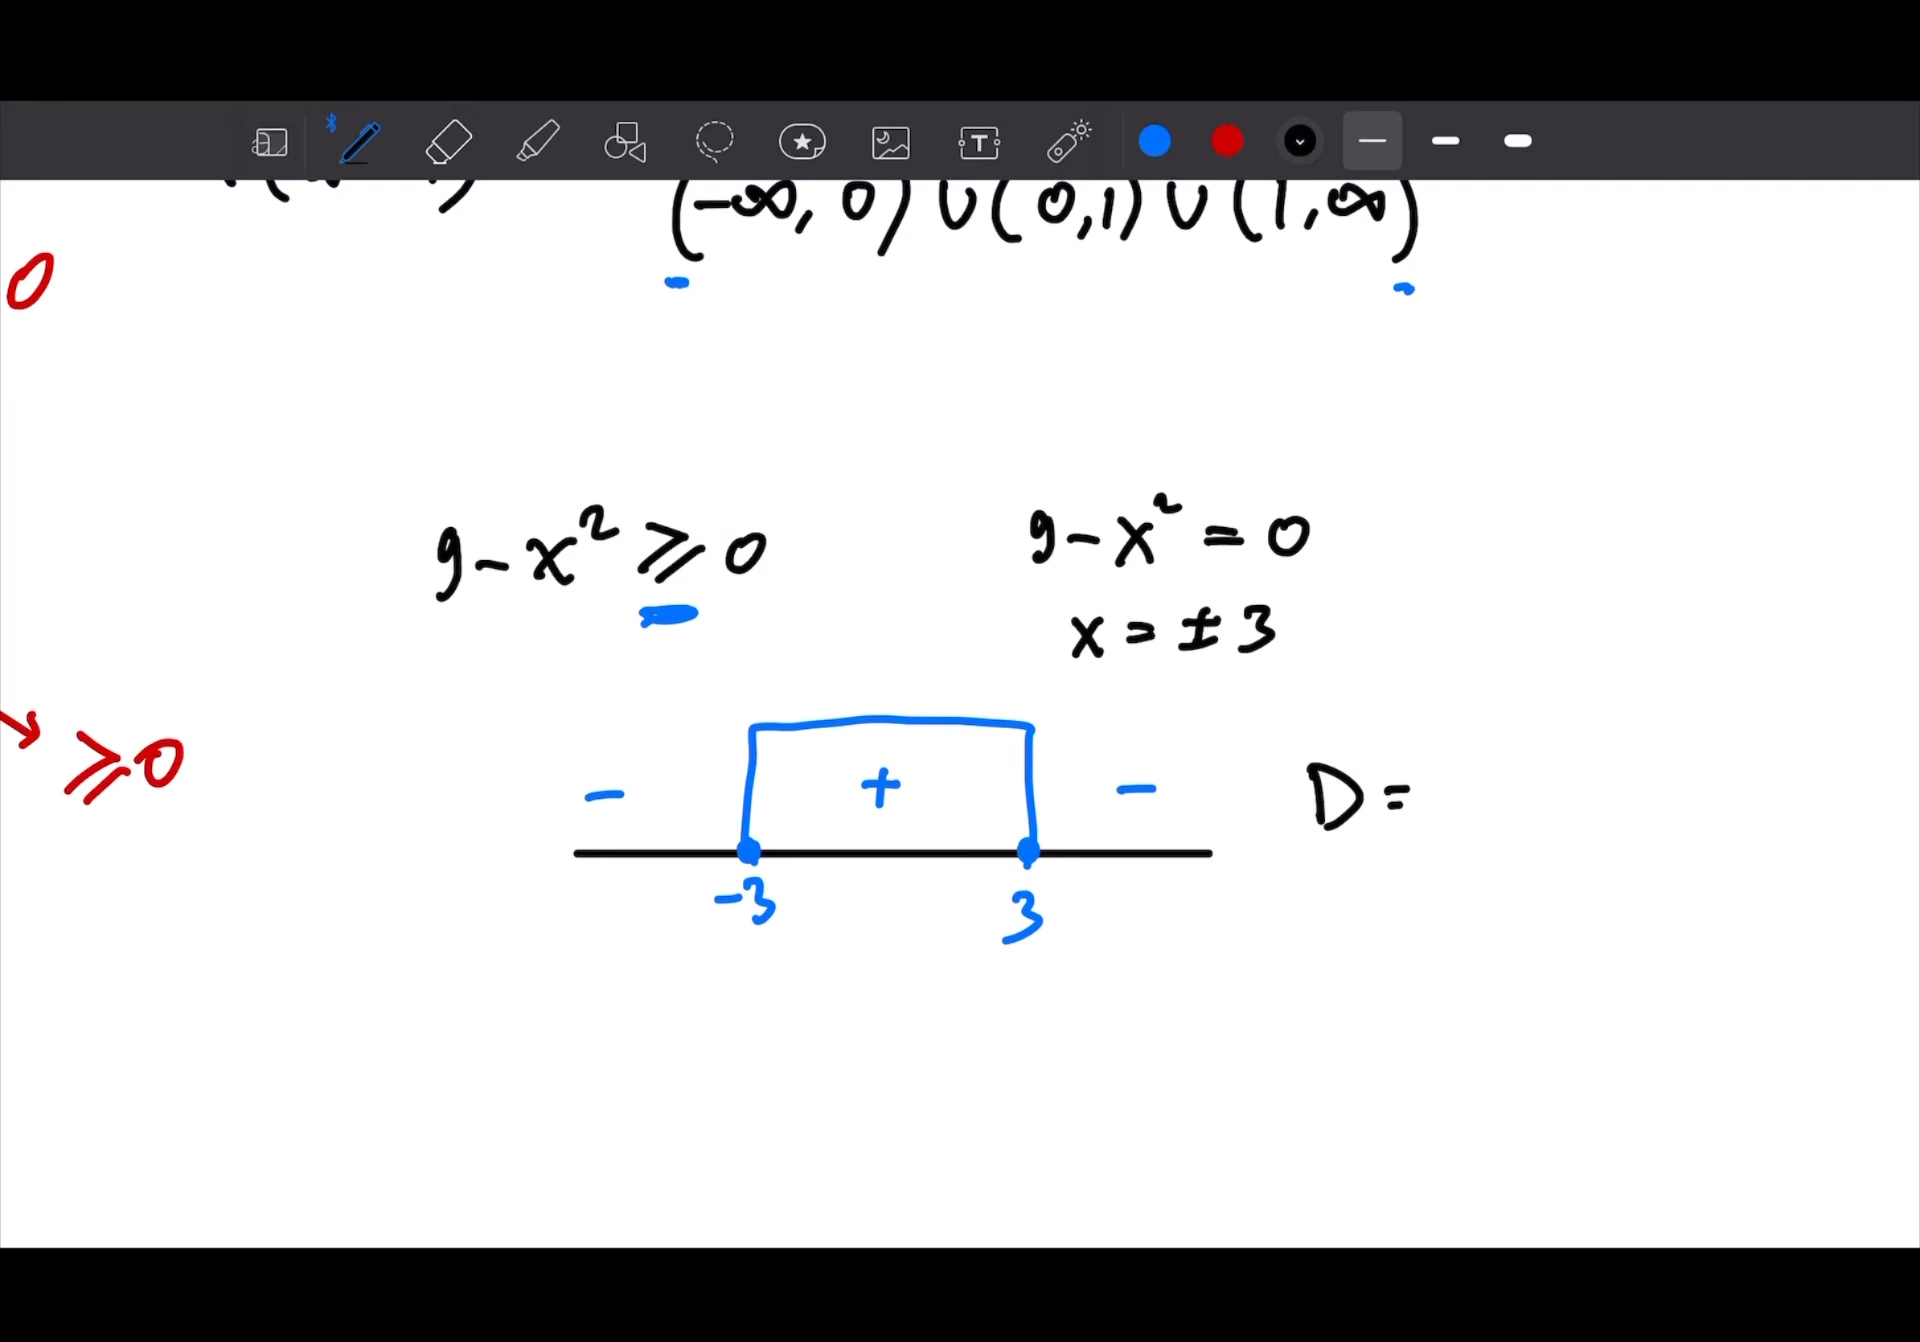 (-∞, 0) ∪ (0,1) ∪ (1,∞)
0
9-x² ≥ 0
9-x² = 0
x = ±3
≥0
- + -
D =
-3 3